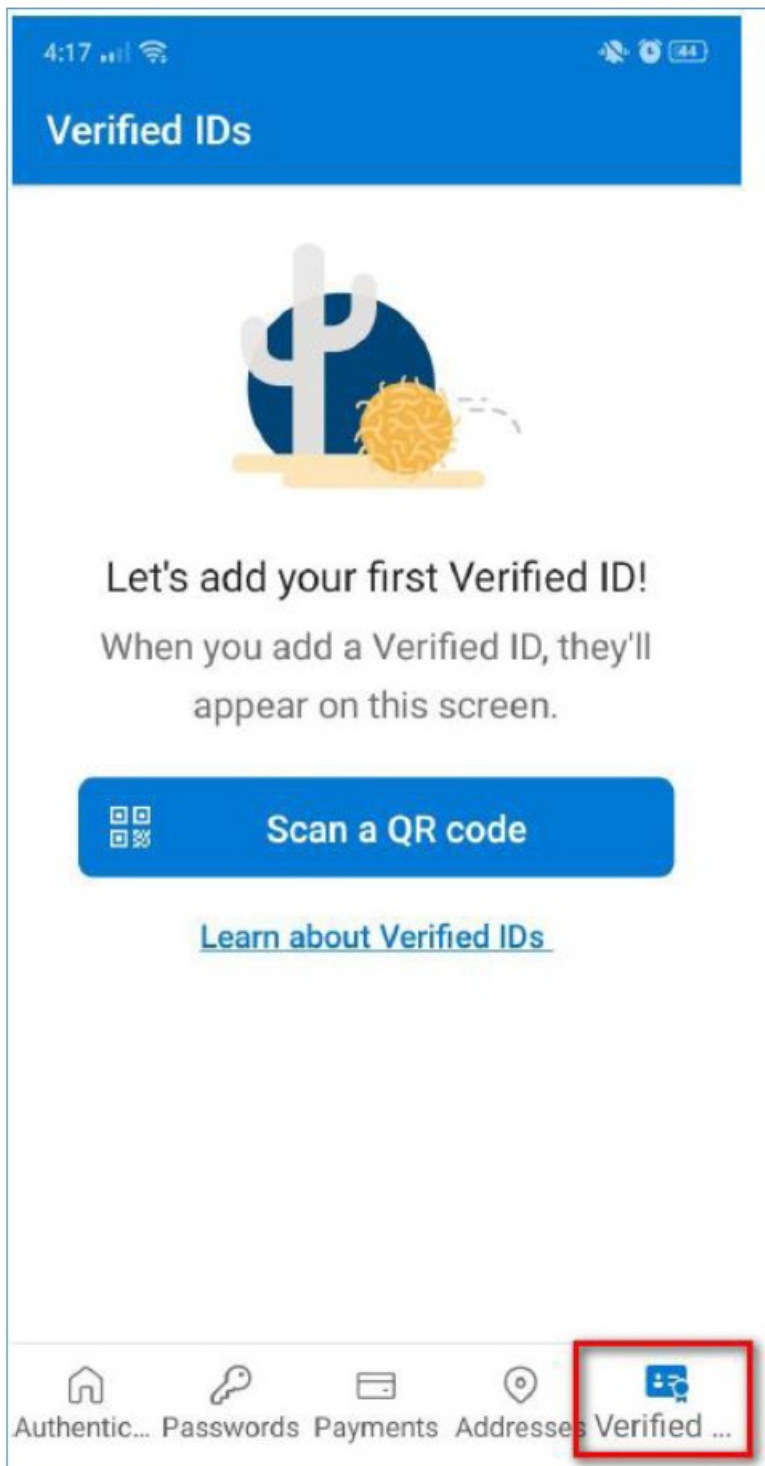 4:17
44
Verified IDs
Let's add your first Verified ID!
When you add a Verified ID, they'll
appear on this screen.
Scan a QR code
Learn about Verified IDs
Authentic... Passwords Payments Addresses Verified ...